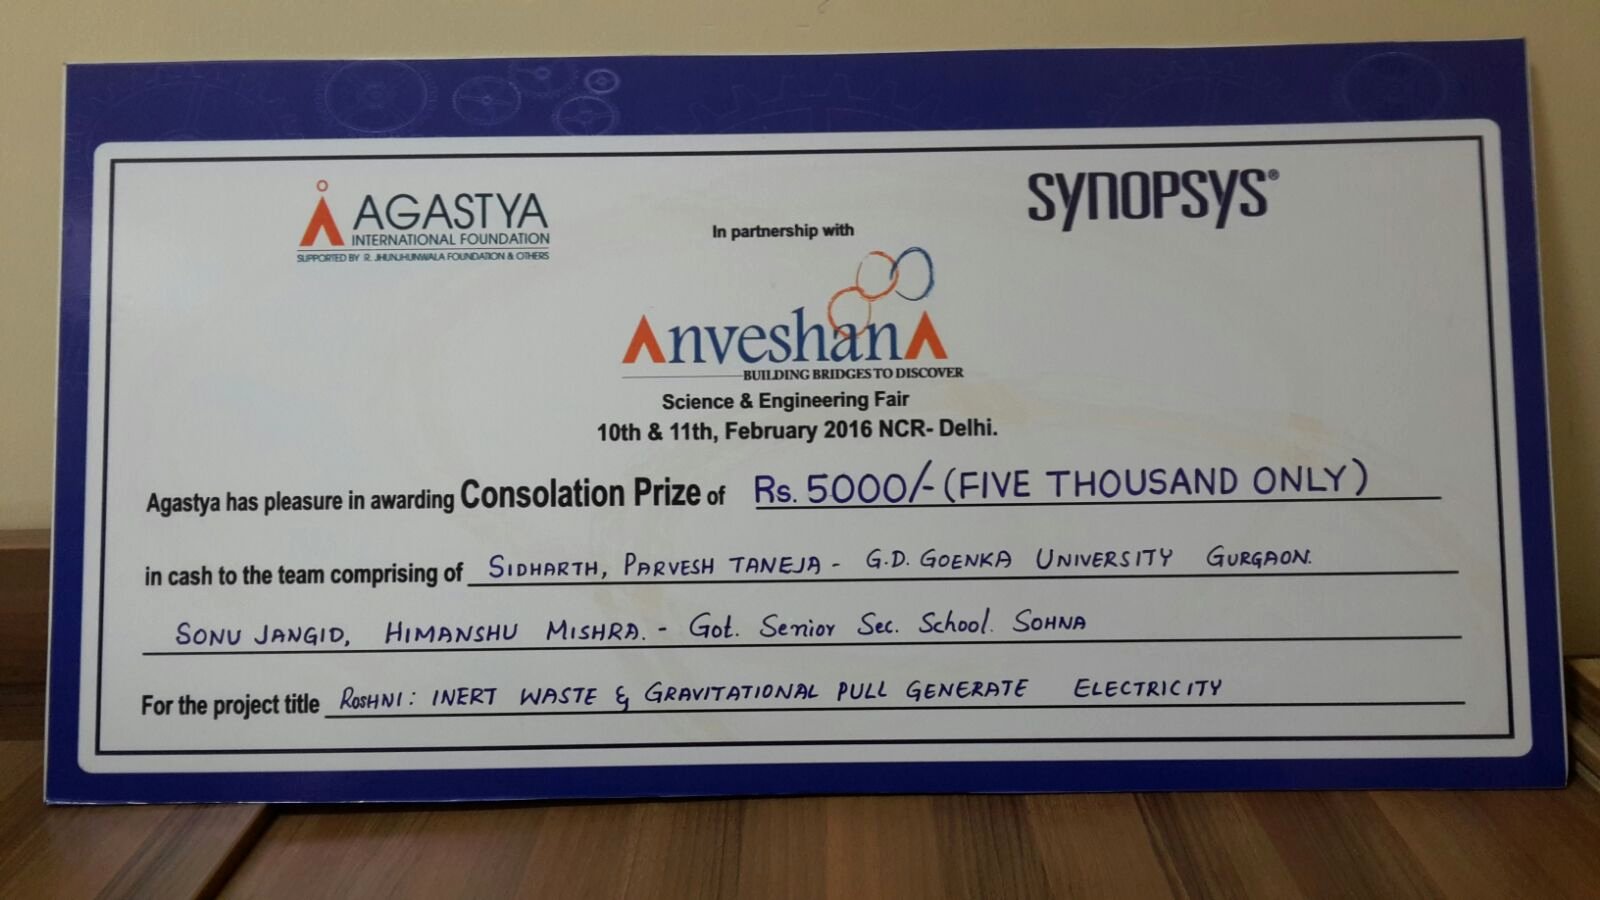 AGASTYA
INTERNATIONAL FOUNDATION
SUPPORTED BY R. JHUNJHUNWALA FOUNDATION & OTHERS
In partnership with
SYNOPSYS®
AnveshanA
BUILDING BRIDGES TO DISCOVER
Science & Engineering Fair
10th & 11th, February 2016 NCR- Delhi.
Agastya has pleasure in awarding Consolation Prize of Rs. 5000/- (FIVE THOUSAND ONLY)
in cash to the team comprising of SIDHARTH, PARVESH TANEJA - G.D. GOENKA UNIVERSITY GURGAON.
SONU JANGID, HIMANSHU MISHRA. - Got. Senior Sec. School. SOHNA
For the project title ROSHNI: INERT WASTE & GRAVITATIONAL PULL GENERATE ELECTRICITY